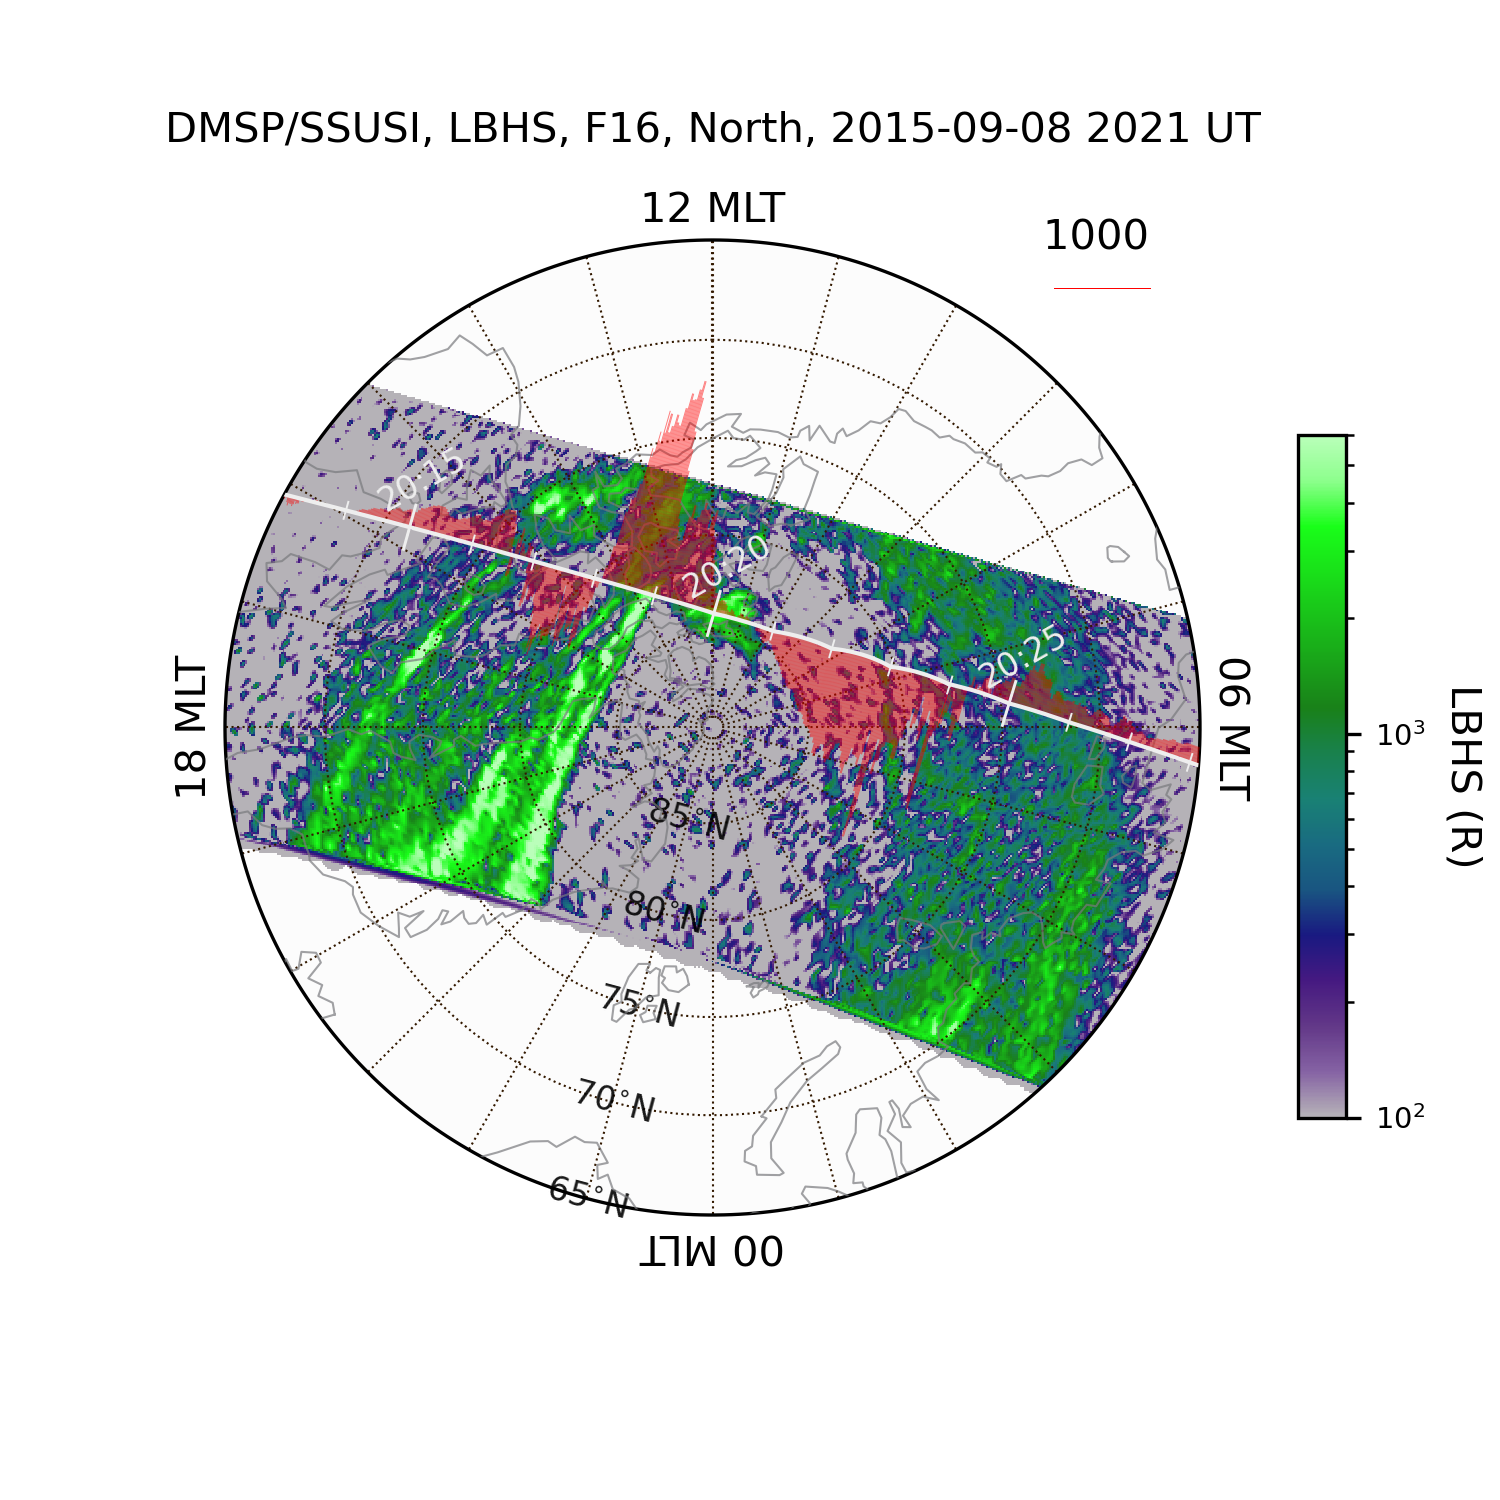 DMSP/SSUSI, LBHS, F16, North, 2015-09-08 2021 UT
12 MLT
1000
20:15
20:20
20:25
18 MLT
06 MLT
85°N
80°N
75°N
70°N
65°N
00 MLT
10³
10²
LBHS (R)